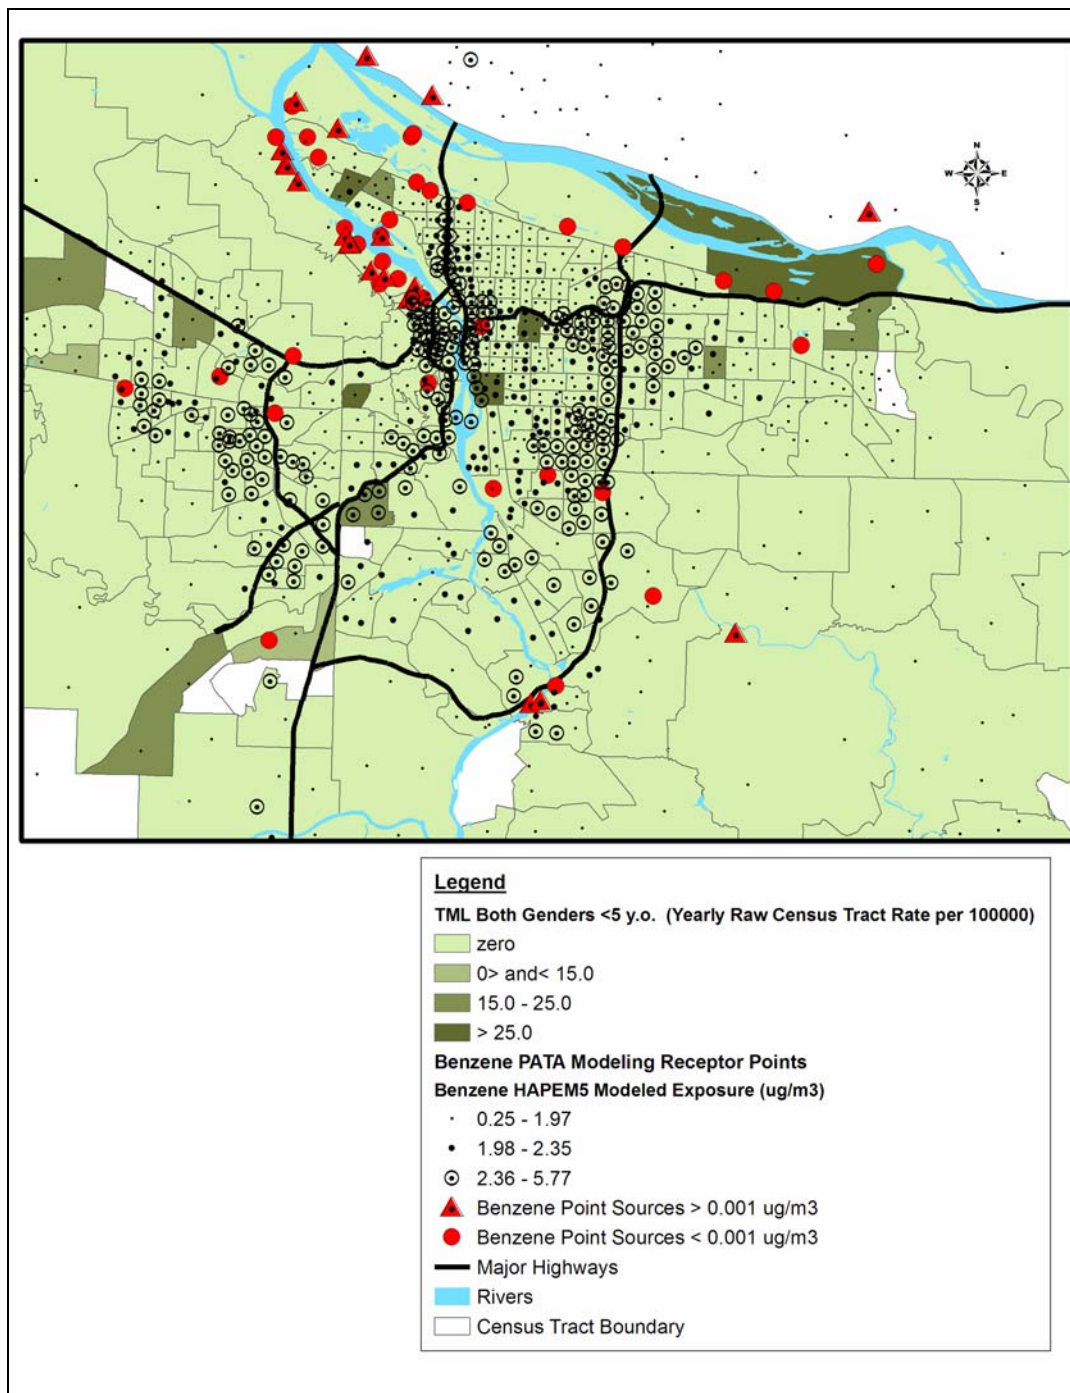 N
W E
S
Legend
TML Both Genders <5 y.o. (Yearly Raw Census Tract Rate per 100000)
zero
0> and< 15.0
15.0 - 25.0
> 25.0
Benzene PATA Modeling Receptor Points
Benzene HAPEM5 Modeled Exposure (ug/m3)
0.25 - 1.97
1.98 - 2.35
2.36 - 5.77
Benzene Point Sources > 0.001 ug/m3
Benzene Point Sources < 0.001 ug/m3
Major Highways
Rivers
Census Tract Boundary